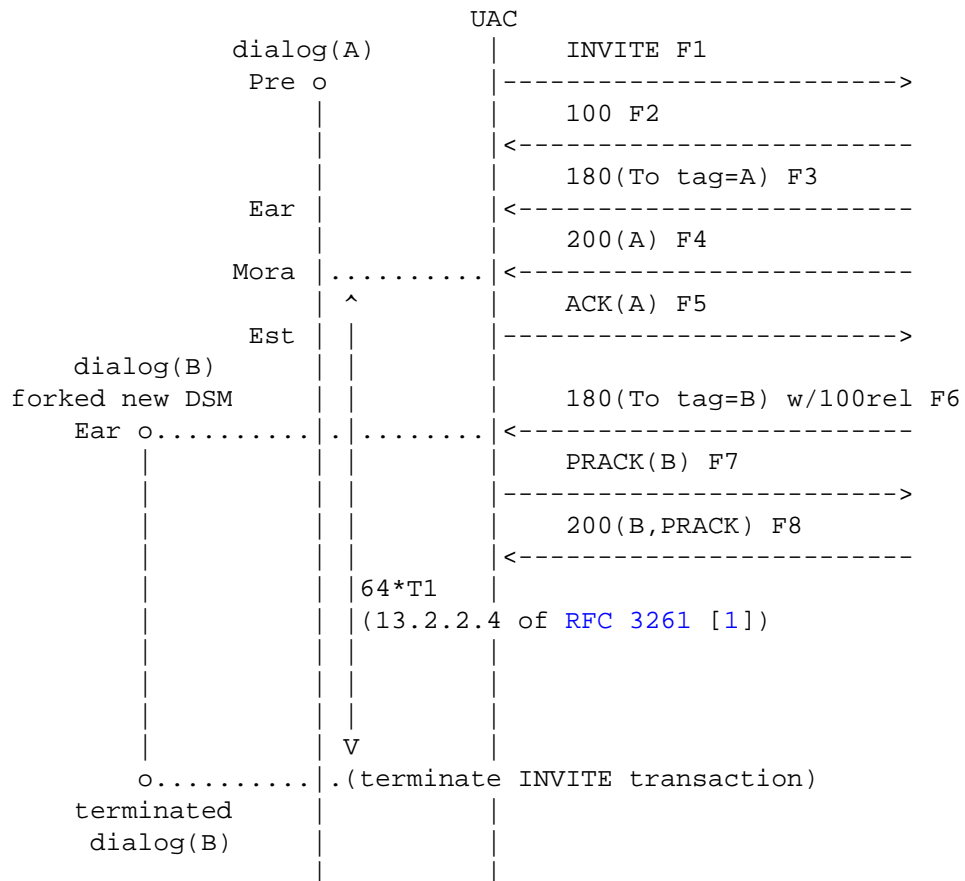 UAC
dialog(A) | INVITE F1
Pre o |------------------------->
| | 100 F2
| |<-------------------------
| | 180(To tag=A) F3
Ear | |<-------------------------
| | 200(A) F4
Mora |..........|<-------------------------
| ^ | ACK(A) F5
Est | | |------------------------->
dialog(B) | | |
forked new DSM | | | 180(To tag=B) w/100rel F6
Ear o..........|.|........|<-------------------------
| | | | PRACK(B) F7
| | | |------------------------->
| | | | 200(B,PRACK) F8
| | | |<-------------------------
| | |64*T1 |
| | |(13.2.2.4 of RFC 3261 [1])
| | | |
| | | |
| | | |
| | V |
o..........|.(terminate INVITE transaction)
terminated | |
dialog(B) | |
| |